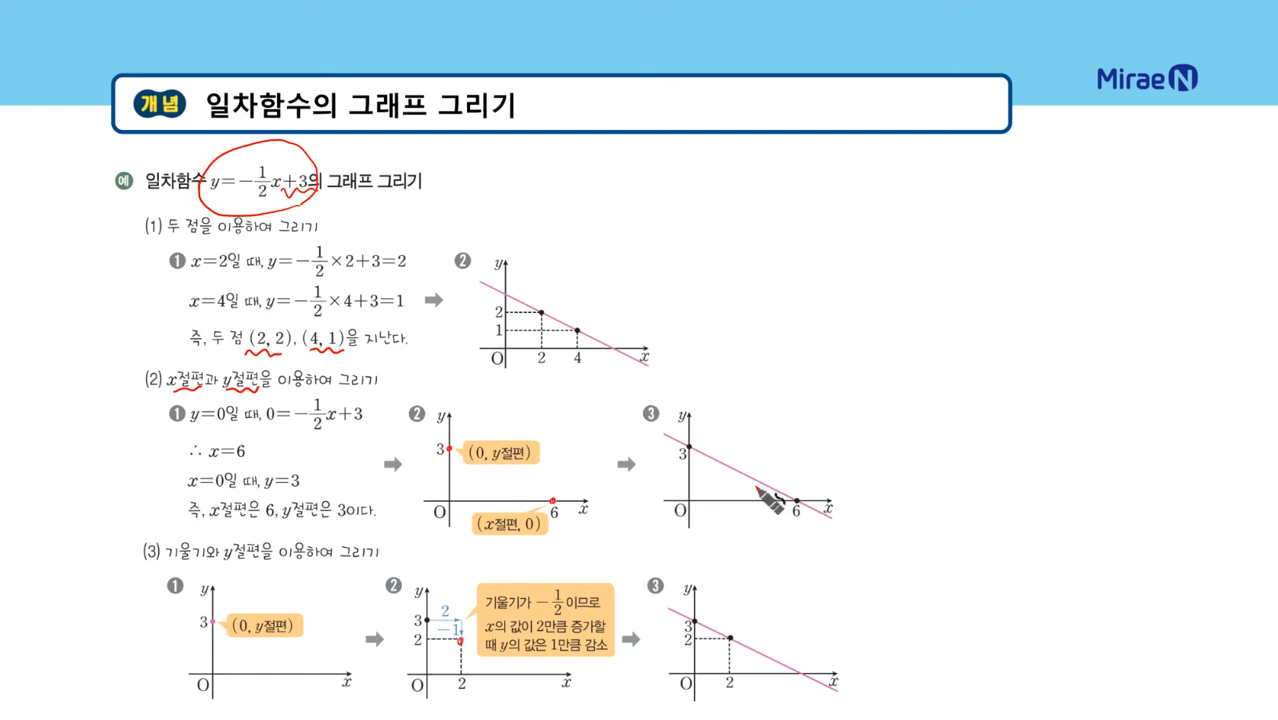 Mirae N
개념 일차함수의 그래프 그리기
예 일차함수 y=-1/2x+3의 그래프 그리기
(1) 두 점을 이용하여 그리기
❶ x=2일 때, y=-1/2×2+3=2
x=4일 때, y=-1/2×4+3=1
즉, 두 점 (2, 2), (4, 1)을 지난다.
❷ y 2 1 O 2 4 x
(2) x절편과 y절편을 이용하여 그리기
❶ y=0일 때, 0=-1/2x+3
∴ x=6
x=0일 때, y=3
즉, x절편은 6, y절편은 3이다.
❷ y 3 (0, y절편)
O 6 x
(x절편, 0)
❸ y 3 O 6 x
(3) 기울기와 y절편을 이용하여 그리기
❶ y 3 (0, y절편)
O x
❷ y 3 2 -1 2 O 2 x
기울기가 -1/2이므로
x의 값이 2만큼 증가할
때 y의 값은 1만큼 감소
❸ y 3 2 O 2 x